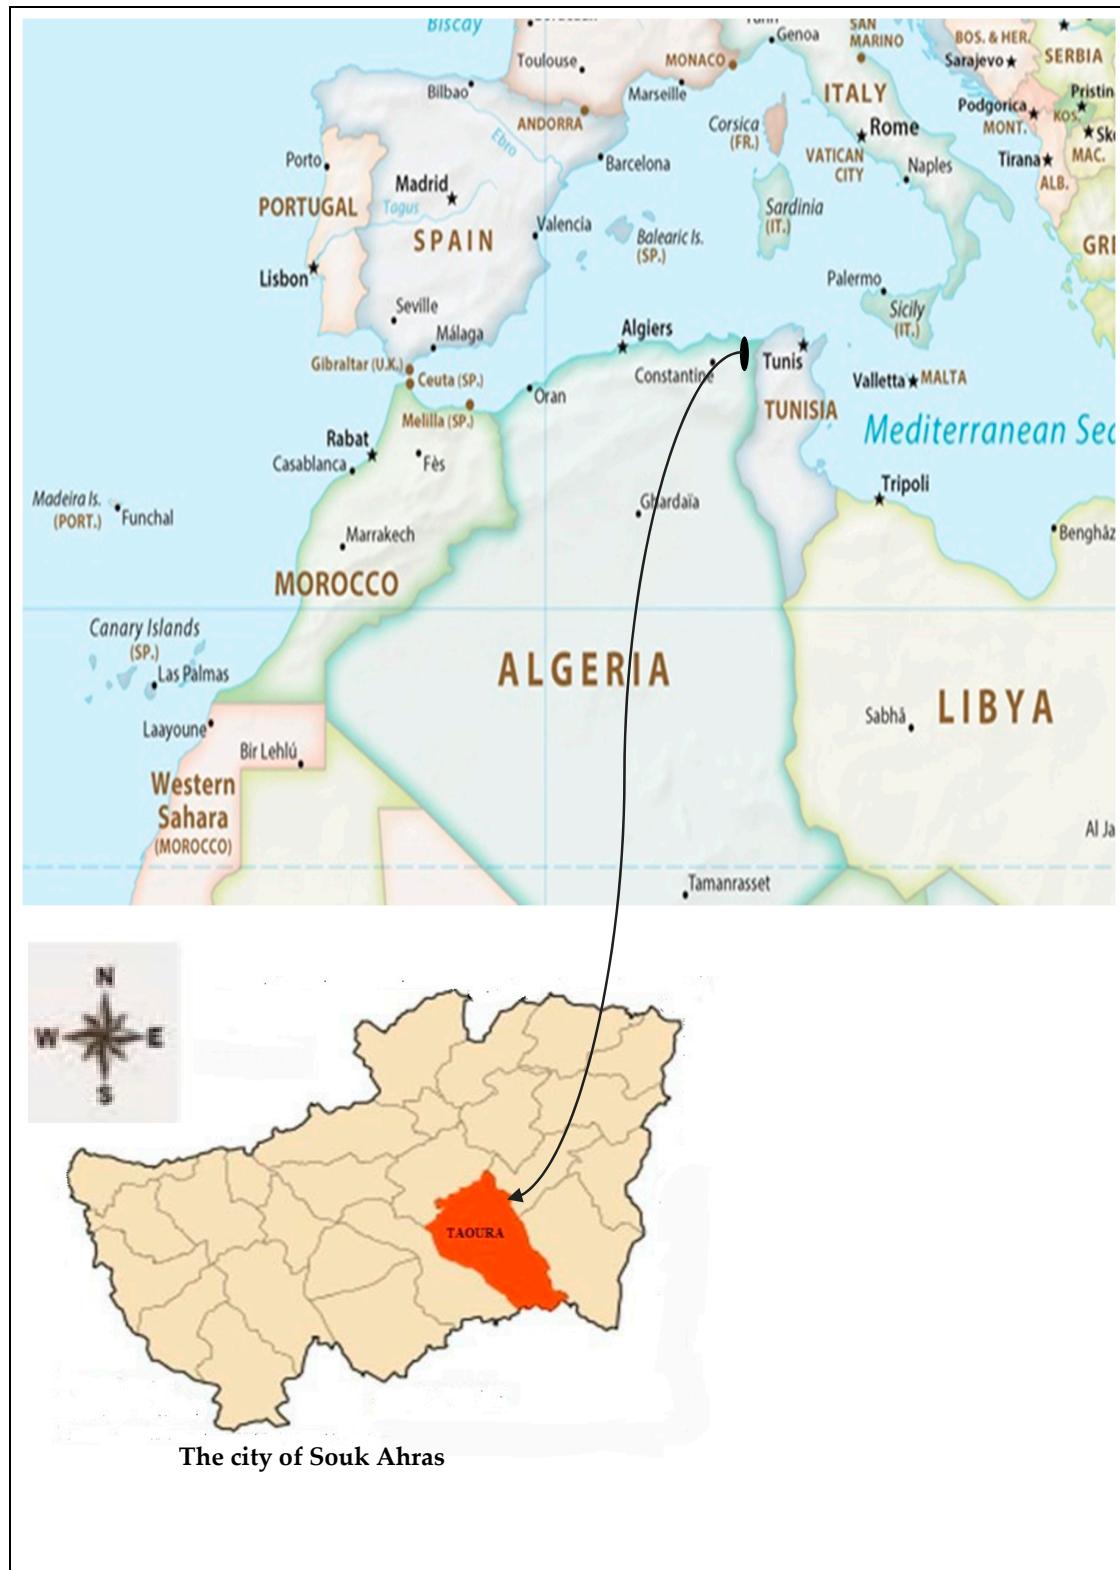 Biscay
Genoa
SAN
MARINO
BOS. & HER.
Sarajevo
SERBIA
Toulouse
MONACO
Bilbao
Marseille
ITALY
Pristin
Podgorica
KOS.
MONT.
ANDORRA
Corsica
(FR.)
Rome
Sk
Ebro
VATICAN
CITY
Tirana
MAC.
Porto
Barcelona
Naples
ALB.
Madrid
PORTUGAL
Tagus
Sardinia
(IT.)
SPAIN
Valencia
Balearic Is.
(SP.)
GRE
Lisbon
Palermo
Seville
Sicily
(IT.)
Málaga
Algiers
Gibraltar (U.K.)
Constantine
Tunis
Ceuta (SP.)
Valletta
MALTA
Oran
Melilla (SP.)
TUNISIA
Mediterranean Sea
Rabat
Casablanca
Fès
Tripoli
Madeira Is.
(PORT.)
Funchal
Ghardaïa
Marrakech
Bengház
MOROCCO
Canary Islands
(SP.)
Las Palmas
ALGERIA
LIBYA
Sabhā
Laayoune
Bir Lehlú
Western
Sahara
(MOROCCO)
Al Ja
Tamanrasset
N
W
E
S
TAOURA
The city of Souk Ahras